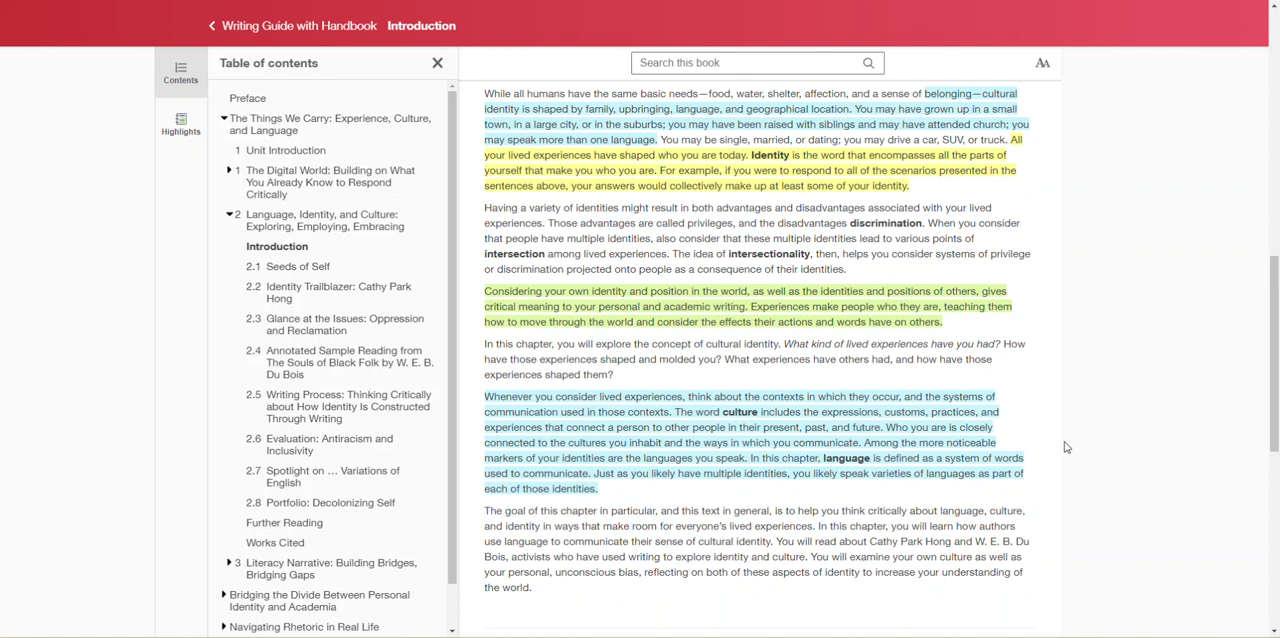 Writing Guide with Handbook Introduction
Contents
Highlights
Table of contents
Search this book
AA
Preface
The Things We Carry: Experience, Culture,
and Language
1 Unit Introduction
1 The Digital World: Building on What
You Already Know to Respond
Critically
2 Language, Identity, and Culture:
Exploring, Employing, Embracing
Introduction
2.1 Seeds of Self
2.2 Identity Trailblazer: Cathy Park
Hong
2.3 Glance at the Issues: Oppression
and Reclamation
2.4 Annotated Sample Reading from
The Souls of Black Folk by W. E. B.
Du Bois
2.5 Writing Process: Thinking Critically
about How Identity Is Constructed
Through Writing
2.6 Evaluation: Antiracism and
Inclusivity
2.7 Spotlight on … Variations of
English
2.8 Portfolio: Decolonizing Self
Further Reading
Works Cited
3 Literacy Narrative: Building Bridges,
Bridging Gaps
Bridging the Divide Between Personal
Identity and Academia
Navigating Rhetoric in Real Life
While all humans have the same basic needs—food, water, shelter, affection, and a sense of belonging—cultural
identity is shaped by family, upbringing, language, and geographical location. You may have grown up in a small
town, in a large city, or in the suburbs; you may have been raised with siblings and may have attended church; you
may speak more than one language. You may be single, married, or dating; you may drive a car, SUV, or truck. All
your lived experiences have shaped who you are today. Identity is the word that encompasses all the parts of
yourself that make you who you are. For example, if you were to respond to all of the scenarios presented in the
sentences above, your answers would collectively make up at least some of your identity.
Having a variety of identities might result in both advantages and disadvantages associated with your lived
experiences. Those advantages are called privileges, and the disadvantages discrimination. When you consider
that people have multiple identities, also consider that these multiple identities lead to various points of
intersection among lived experiences. The idea of intersectionality, then, helps you consider systems of privilege
or discrimination projected onto people as a consequence of their identities.
Considering your own identity and position in the world, as well as the identities and positions of others, gives
critical meaning to your personal and academic writing. Experiences make people who they are, teaching them
how to move through the world and consider the effects their actions and words have on others.
In this chapter, you will explore the concept of cultural identity. What kind of lived experiences have you had? How
have those experiences shaped and molded you? What experiences have others had, and how have those
experiences shaped them?
Whenever you consider lived experiences, think about the contexts in which they occur, and the systems of
communication used in those contexts. The word culture includes the expressions, customs, practices, and
experiences that connect a person to other people in their present, past, and future. Who you are is closely
connected to the cultures you inhabit and the ways in which you communicate. Among the more noticeable
markers of your identities are the languages you speak. In this chapter, language is defined as a system of words
used to communicate. Just as you likely have multiple identities, you likely speak varieties of languages as part of
each of those identities.
The goal of this chapter in particular, and this text in general, is to help you think critically about language, culture,
and identity in ways that make room for everyone's lived experiences. In this chapter, you will learn how authors
use language to communicate their sense of cultural identity. You will read about Cathy Park Hong and W. E. B. Du
Bois, activists who have used writing to explore identity and culture. You will examine your own culture as well as
your personal, unconscious bias, reflecting on both of these aspects of identity to increase your understanding of
the world.